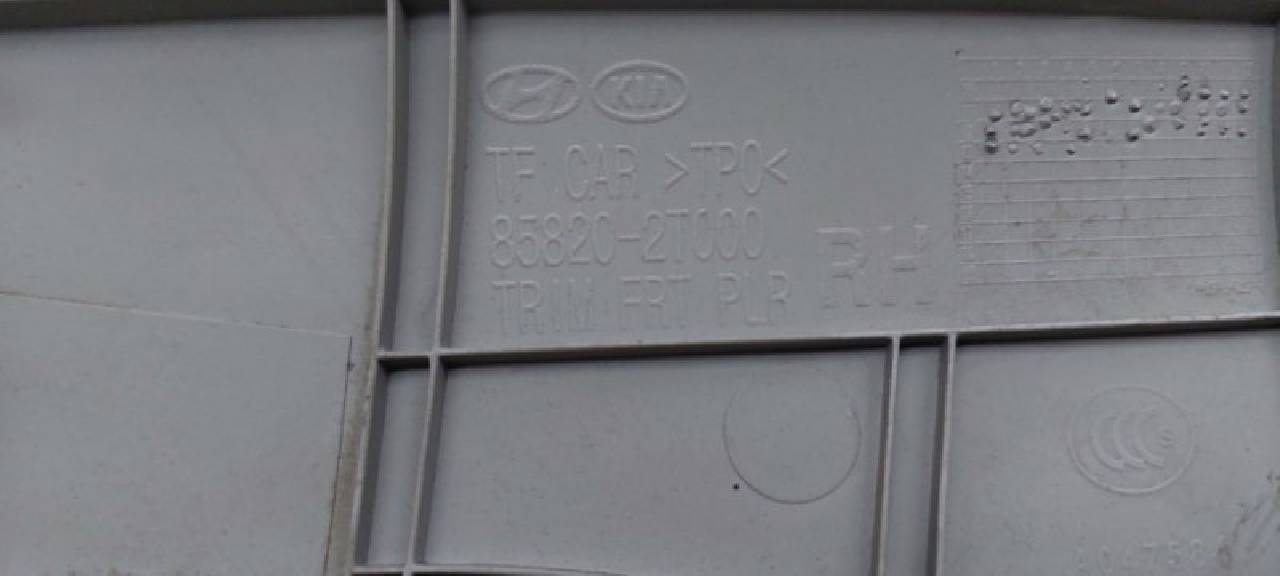 KIA
TF CAR >TPO<
85820-2T000
TRIM FRT PLR RH